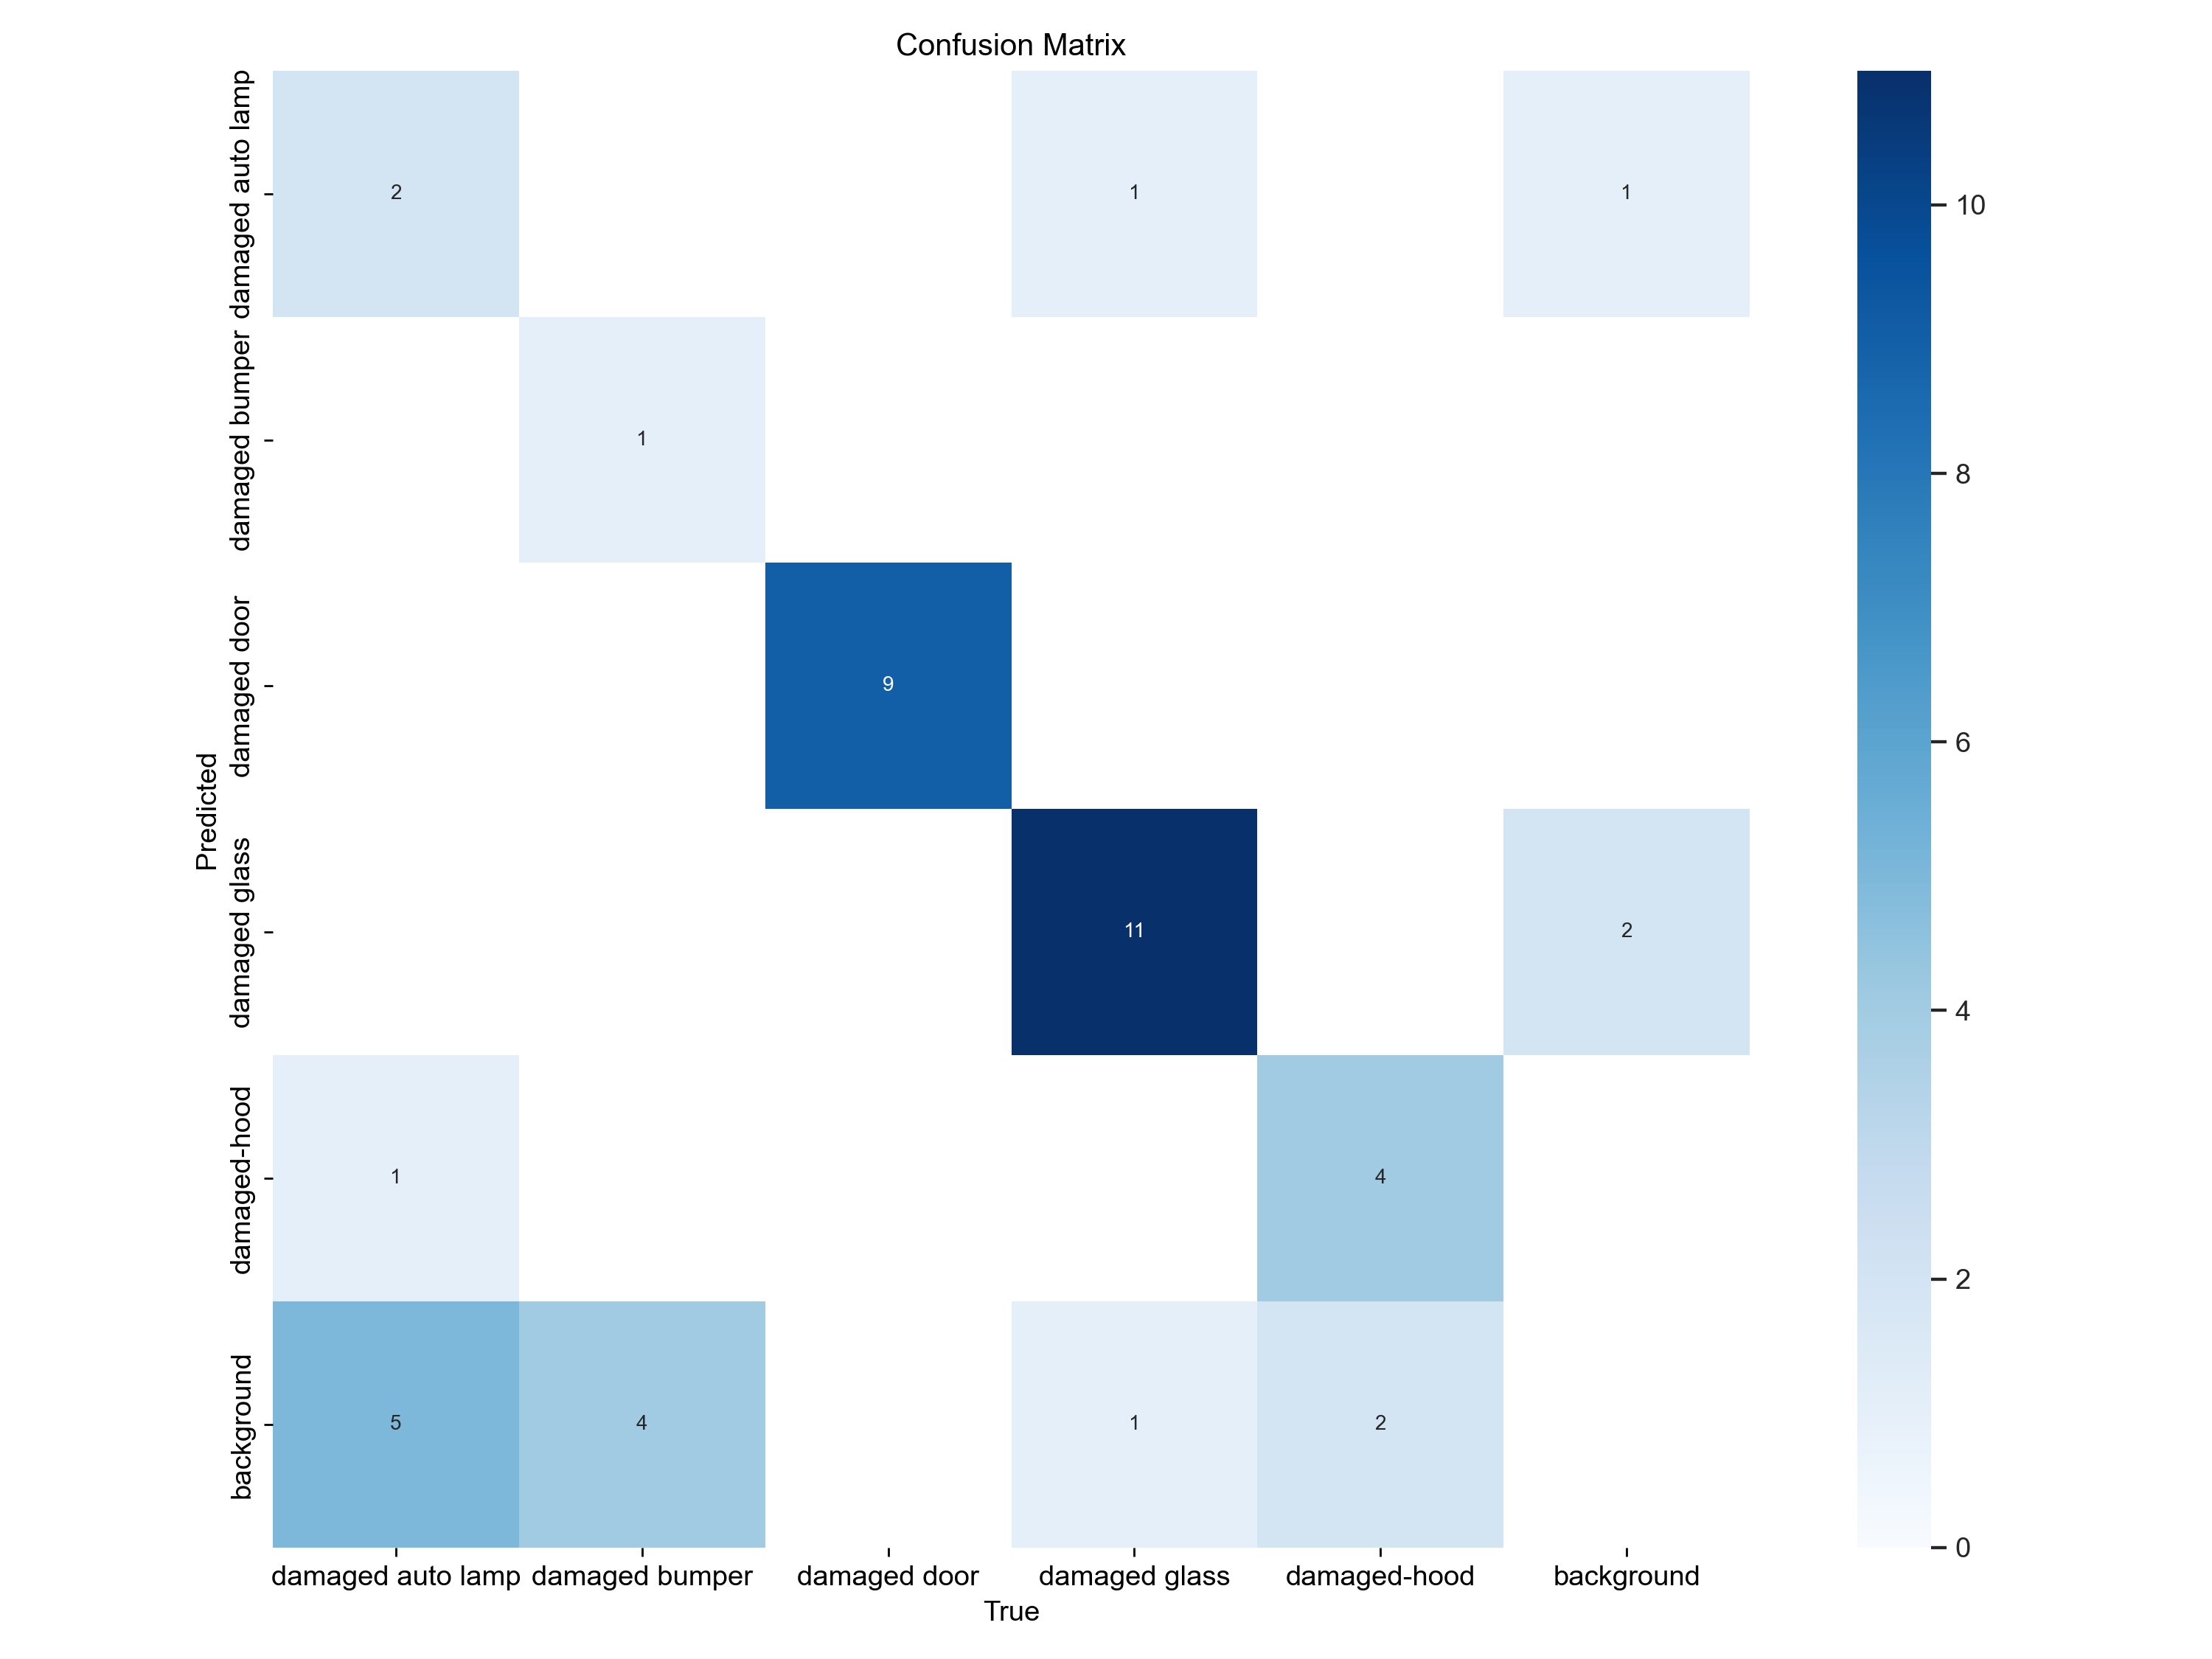 Confusion Matrix
damaged auto lamp
2
1
1
10
damaged bumper
1
8
damaged door
9
6
Predicted
damaged glass
11
2
4
damaged-hood
1
4
2
background
5
4
1
2
0
damaged auto lamp damaged bumper damaged door damaged glass damaged-hood background
True